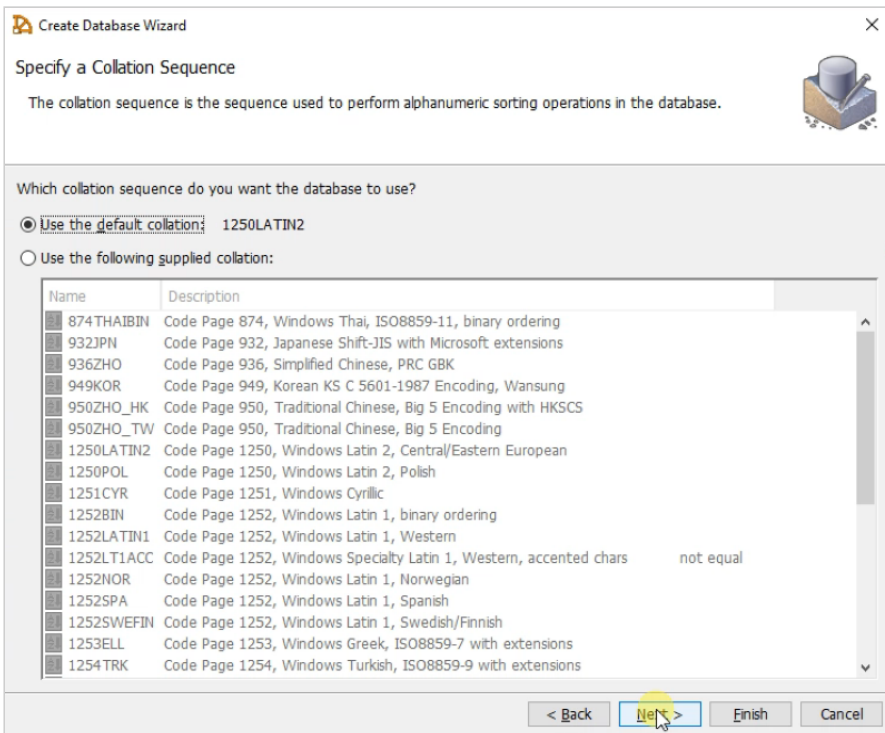 Create Database Wizard
Specify a Collation Sequence
The collation sequence is the sequence used to perform alphanumeric sorting operations in the database.
Which collation sequence do you want the database to use?
Use the default collation: 1250LATIN2
Use the following supplied collation:
Name Description
874THAIBIN Code Page 874, Windows Thai, ISO8859-11, binary ordering
932JPN Code Page 932, Japanese Shift-JIS with Microsoft extensions
936ZHO Code Page 936, Simplified Chinese, PRC GBK
949KOR Code Page 949, Korean KS C 5601-1987 Encoding, Wansung
950ZHO_HK Code Page 950, Traditional Chinese, Big 5 Encoding with HKSCS
950ZHO_TW Code Page 950, Traditional Chinese, Big 5 Encoding
1250LATIN2 Code Page 1250, Windows Latin 2, Central/Eastern European
1250POL Code Page 1250, Windows Latin 2, Polish
1251CYR Code Page 1251, Windows Cyrillic
1252BIN Code Page 1252, Windows Latin 1, binary ordering
1252LATIN1 Code Page 1252, Windows Latin 1, Western
1252LT1ACC Code Page 1252, Windows Specialty Latin 1, Western, accented chars not equal
1252NOR Code Page 1252, Windows Latin 1, Norwegian
1252SPA Code Page 1252, Windows Latin 1, Spanish
1252SWEFIN Code Page 1252, Windows Latin 1, Swedish/Finnish
1253ELL Code Page 1253, Windows Greek, ISO8859-7 with extensions
1254TRK Code Page 1254, Windows Turkish, ISO8859-9 with extensions
< Back Next > Finish Cancel